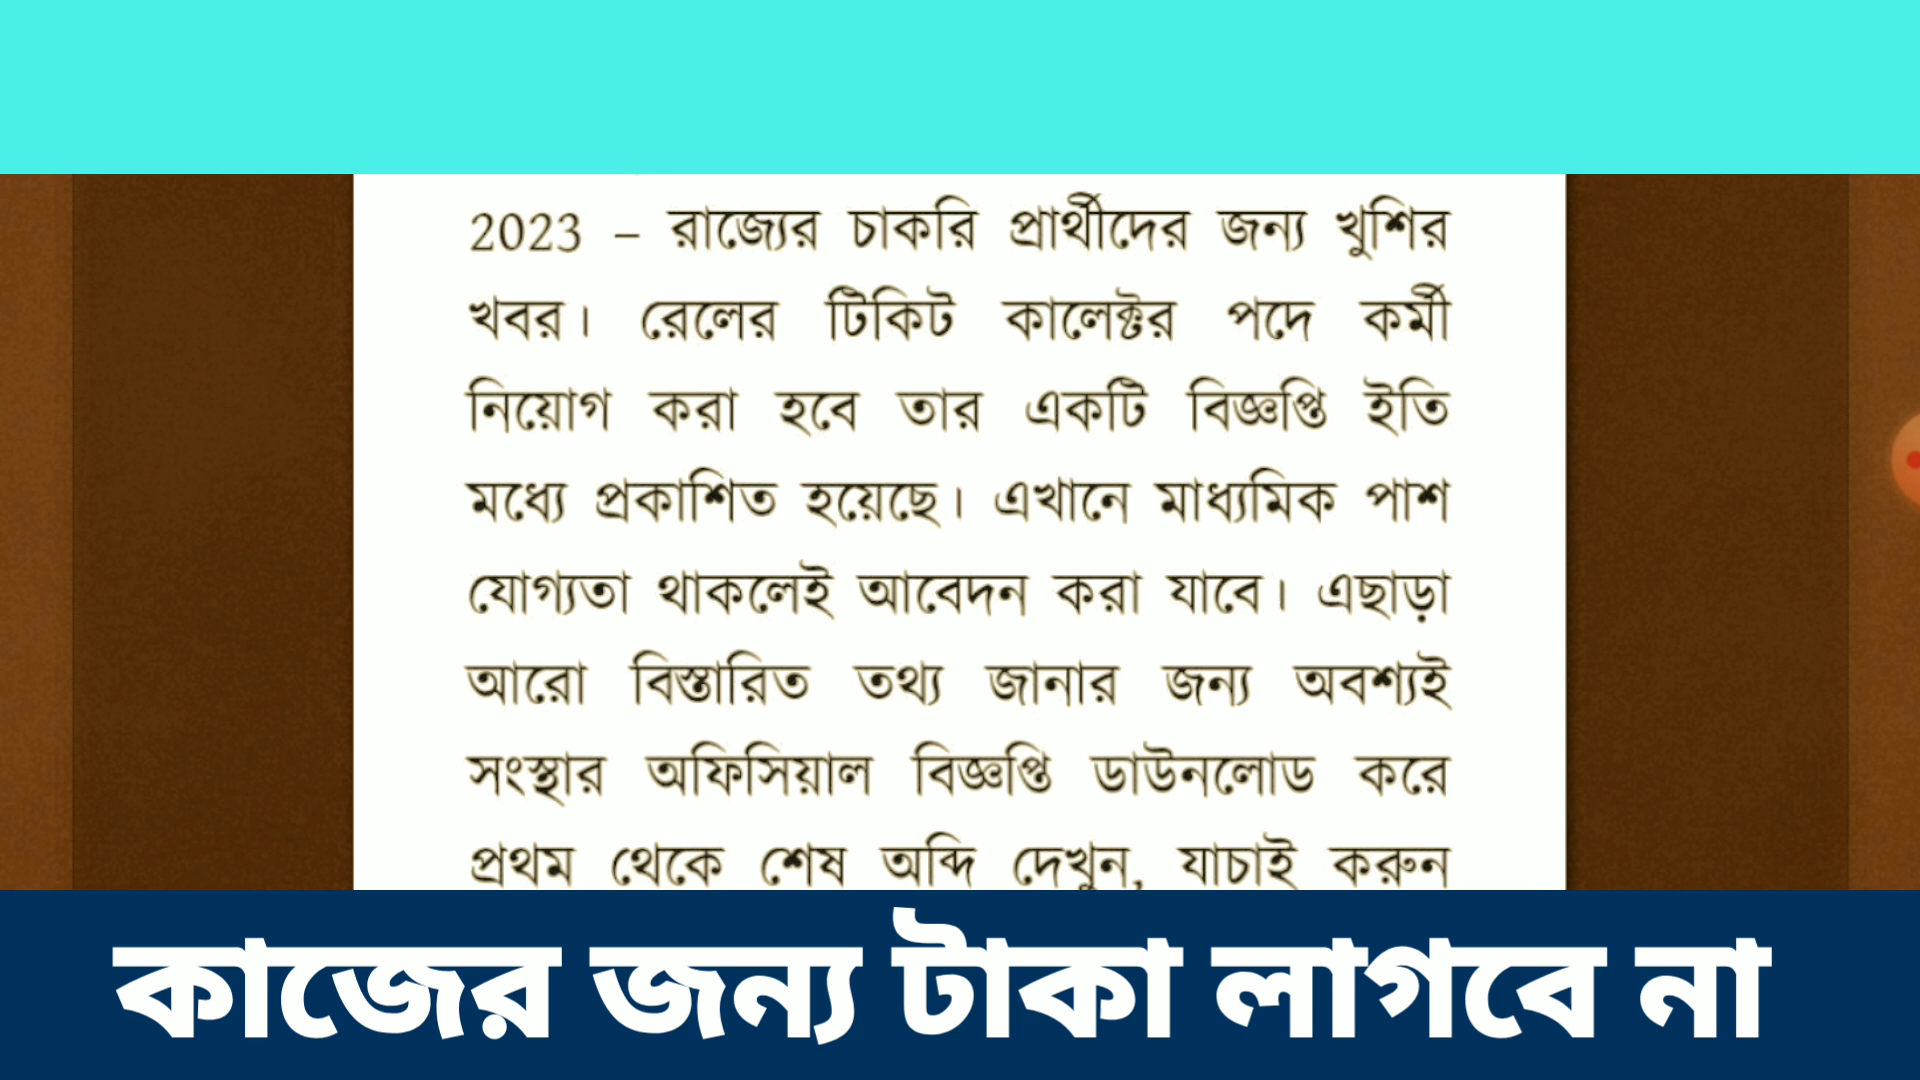 2023 – রাজ্যের চাকরি প্রার্থীদের জন্য খুশির
খবর। রেলের টিকিট কালেক্টর পদে কর্মী
নিয়োগ করা হবে তার একটি বিজ্ঞপ্তি ইতি
মধ্যে প্রকাশিত হয়েছে। এখানে মাধ্যমিক পাশ
যোগ্যতা থাকলেই আবেদন করা যাবে। এছাড়া
আরো বিস্তারিত তথ্য জানার জন্য অবশ্যই
সংস্থার অফিসিয়াল বিজ্ঞপ্তি ডাউনলোড করে
প্রথম থেকে শেষ অব্দি দেখুন, যাচাই করুন
কাজের জন্য টাকা লাগবে না